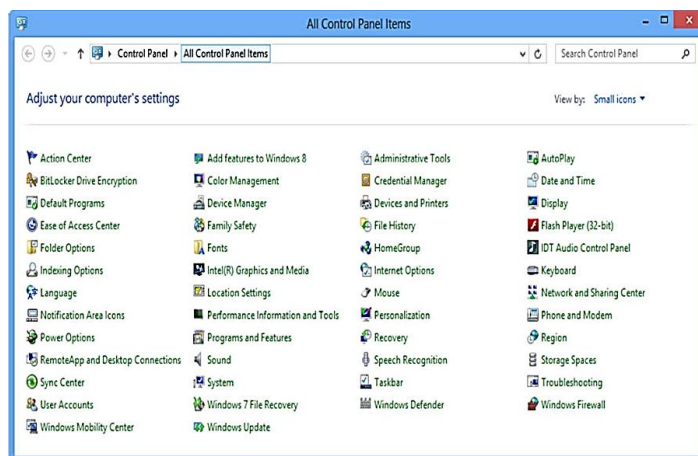 All Control Panel Items
Control Panel All Control Panel Items Search Control Panel
Adjust your computer's settings View by: Small icons
Action Center Add features to Windows 8 Administrative Tools AutoPlay
BitLocker Drive Encryption Color Management Credential Manager Date and Time
Default Programs Device Manager Devices and Printers Display
Ease of Access Center Family Safety File History Flash Player (32-bit)
Folder Options Fonts HomeGroup IDT Audio Control Panel
Indexing Options Intel(R) Graphics and Media Internet Options Keyboard
Language Location Settings Mouse Network and Sharing Center
Notification Area Icons Performance Information and Tools Personalization Phone and Modem
Power Options Programs and Features Recovery Region
RemoteApp and Desktop Connections Sound Speech Recognition Storage Spaces
Sync Center System Taskbar Troubleshooting
User Accounts Windows 7 File Recovery Windows Defender Windows Firewall
Windows Mobility Center Windows Update